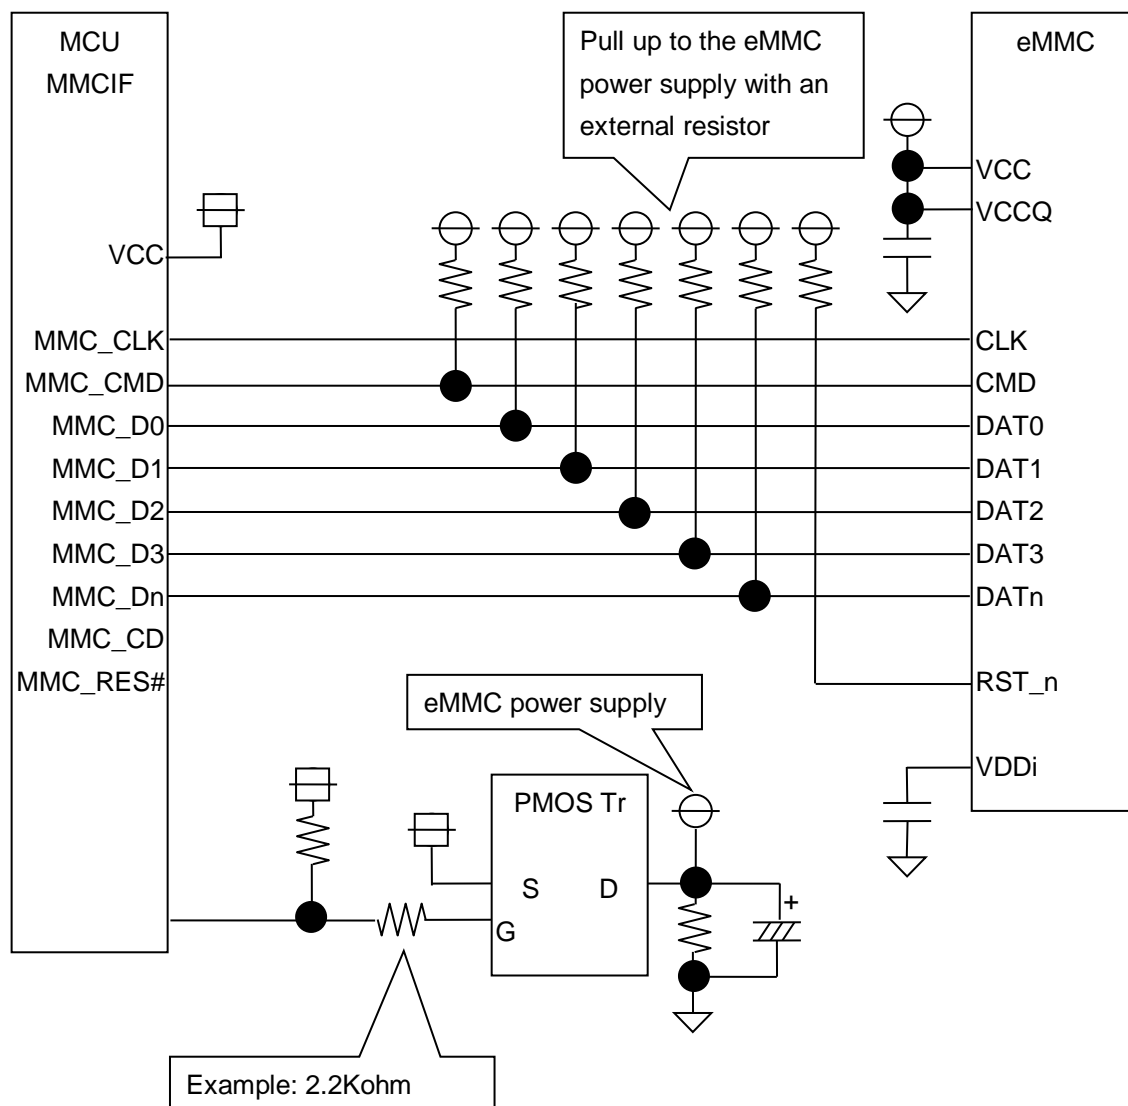 MCU
MMCIF
Pull up to the eMMC
power supply with an
external resistor
eMMC
VCC
VCCQ
VCC
MMC_CLK
CLK
MMC_CMD
CMD
MMC_D0
DAT0
MMC_D1
DAT1
MMC_D2
DAT2
MMC_D3
DAT3
MMC_Dn
DATn
MMC_CD
MMC_RES#
RST_n
eMMC power supply
VDDi
PMOS Tr
S
D
G
+
Example: 2.2Kohm